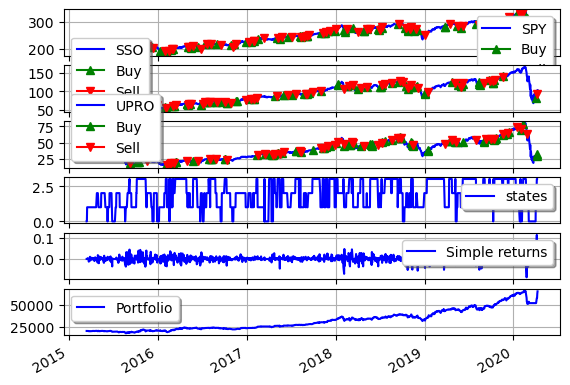 300
200
SPY
Buy
SSO
Buy
Sell
150
100
50
UPRO
Buy
Sell
75
50
25
2.5
0.0
states
0.1
0.0
Simple returns
50000
25000
Portfolio
2015
2016
2017
2018
2019
2020